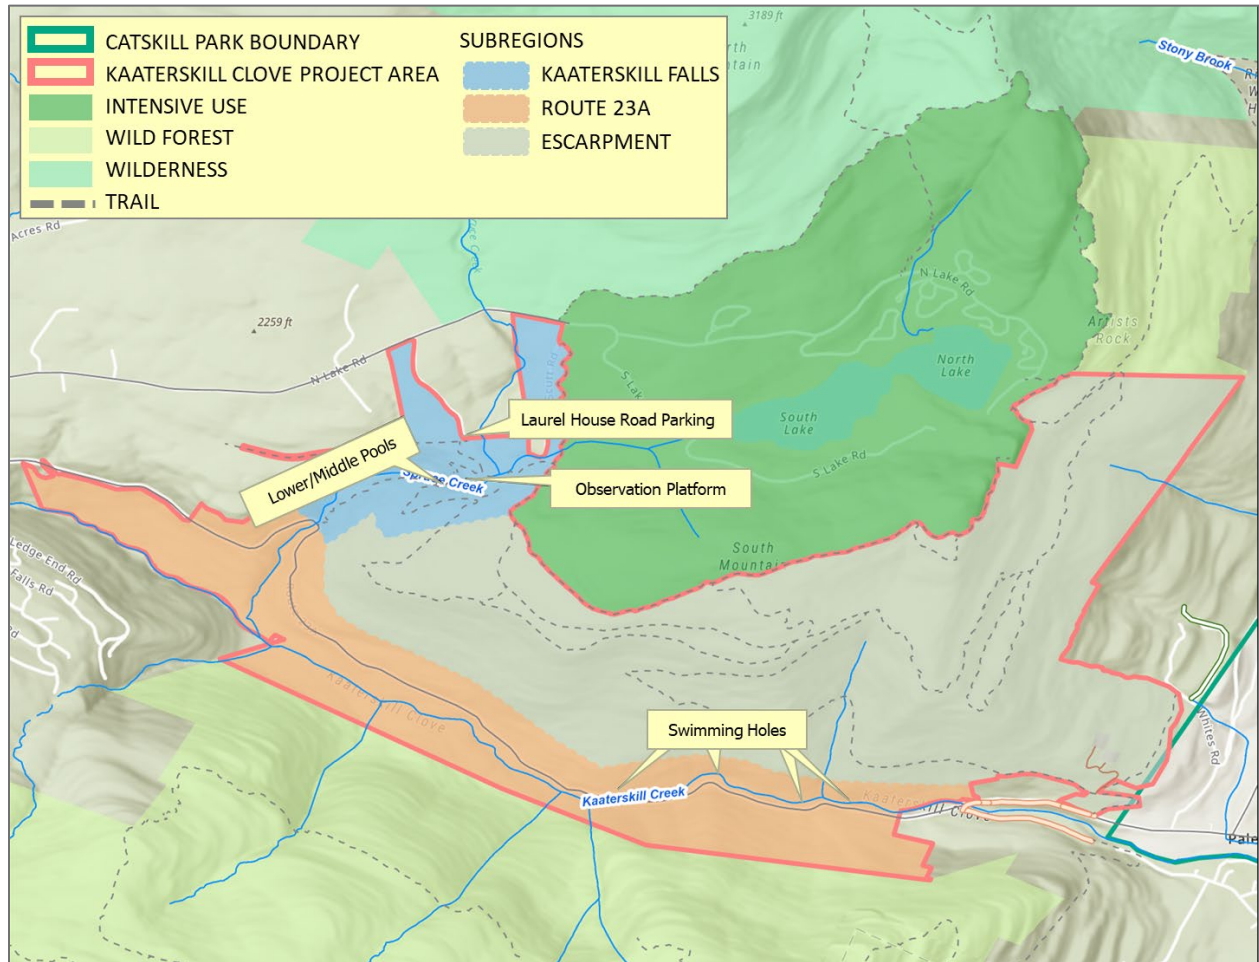 CATSKILL PARK BOUNDARY
KAATERSKILL CLOVE PROJECT AREA
INTENSIVE USE
WILD FOREST
WILDERNESS
TRAIL
SUBREGIONS
KAATERSKILL FALLS
ROUTE 23A
ESCARPMENT
3189 ft
Stony Brook
Acres Rd
2259 ft
N Lake Rd
N Lake Rd
Artists
Rock
North
Lake
South
Lake
S Lake Rd
Laurel House Road Parking
Lower/Middle Pools
Spruce Creek
Observation Platform
South
Mountain
Ledge End Rd
Falls Rd
Kaaterskill Clove
Whites Rd
Swimming Holes
Kaaterskill Creek
Kaaterskill Clove